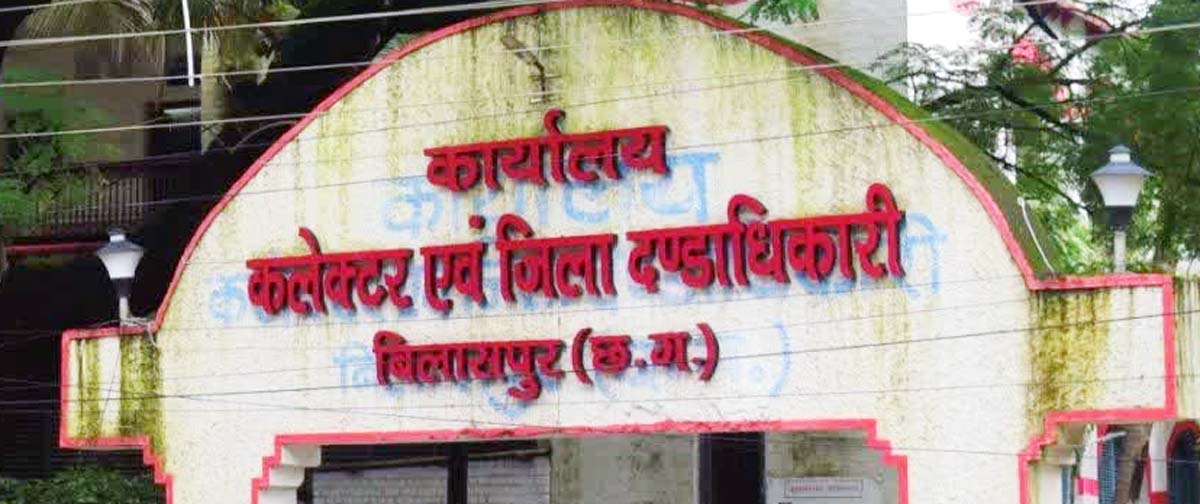 कार्यालय
कलेक्टर एवं जिला दण्डाधिकारी
बिलासपुर (छ.ग.)